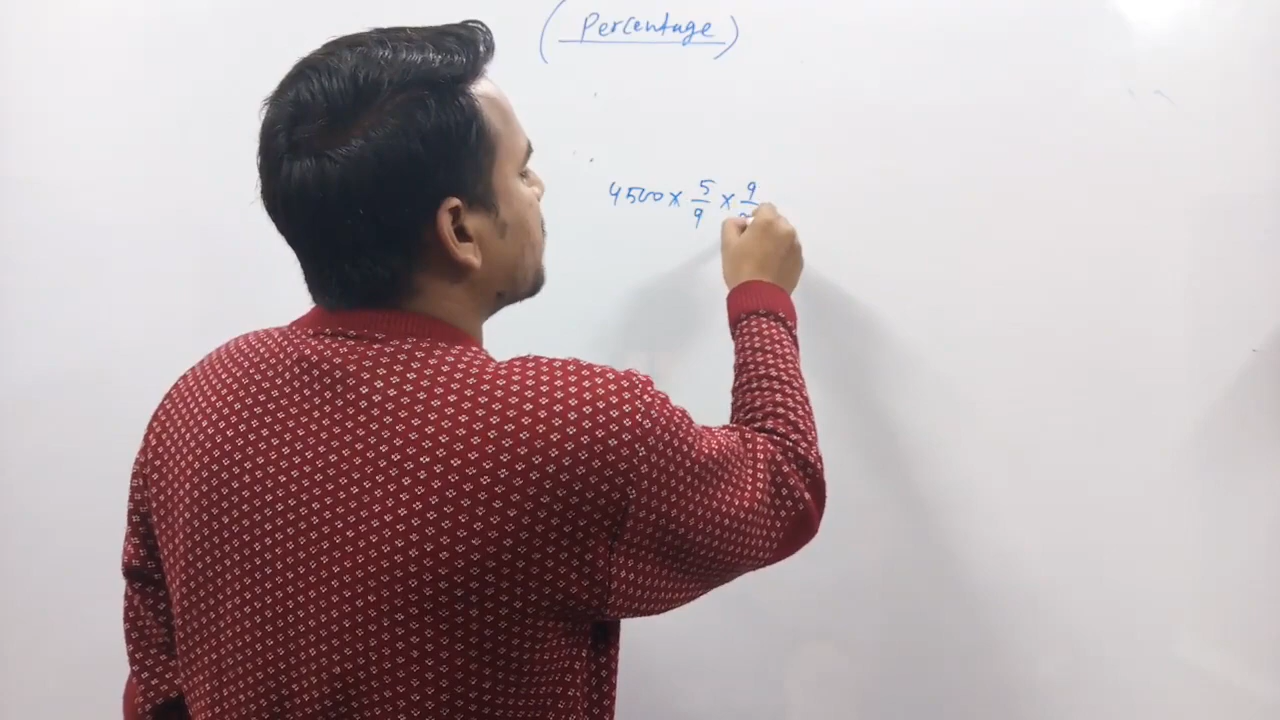 (Percentage)
4500 × 5/9 × 9/